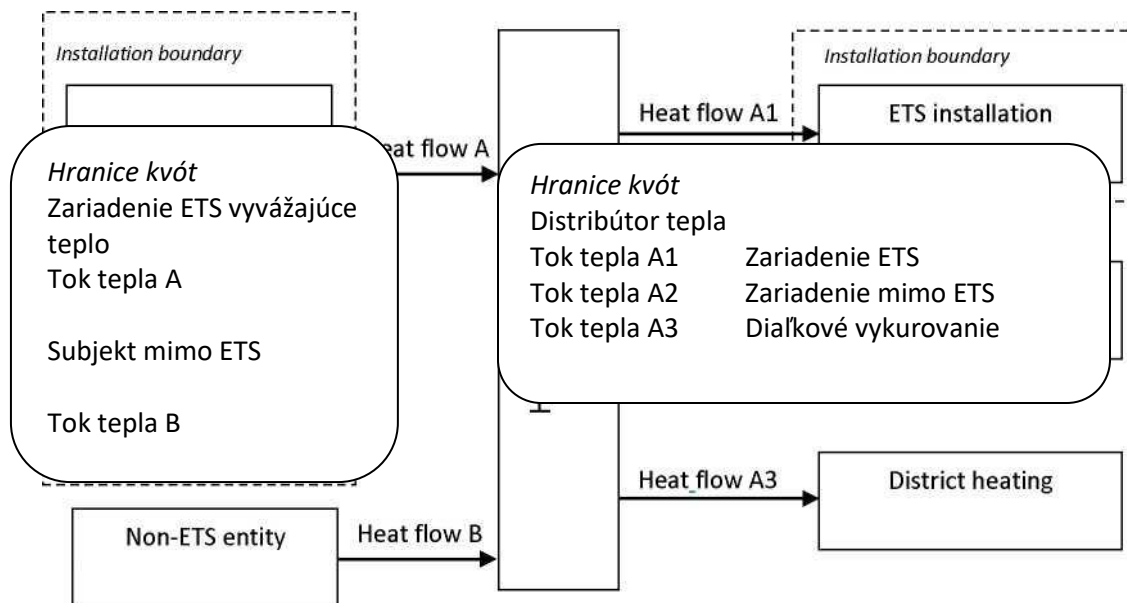 Installation boundary
Installation boundary
Heat flow A1
ETS installation
eat flow A
Hranice kvót
Zariadenie ETS vyvážajúce
teplo
Tok tepla A
Subjekt mimo ETS
Tok tepla B
Hranice kvót
Distribútor tepla
Tok tepla A1 Zariadenie ETS
Tok tepla A2 Zariadenie mimo ETS
Tok tepla A3 Diaľkové vykurovanie
Heat flow A3
District heating
Non-ETS entity
Heat flow B